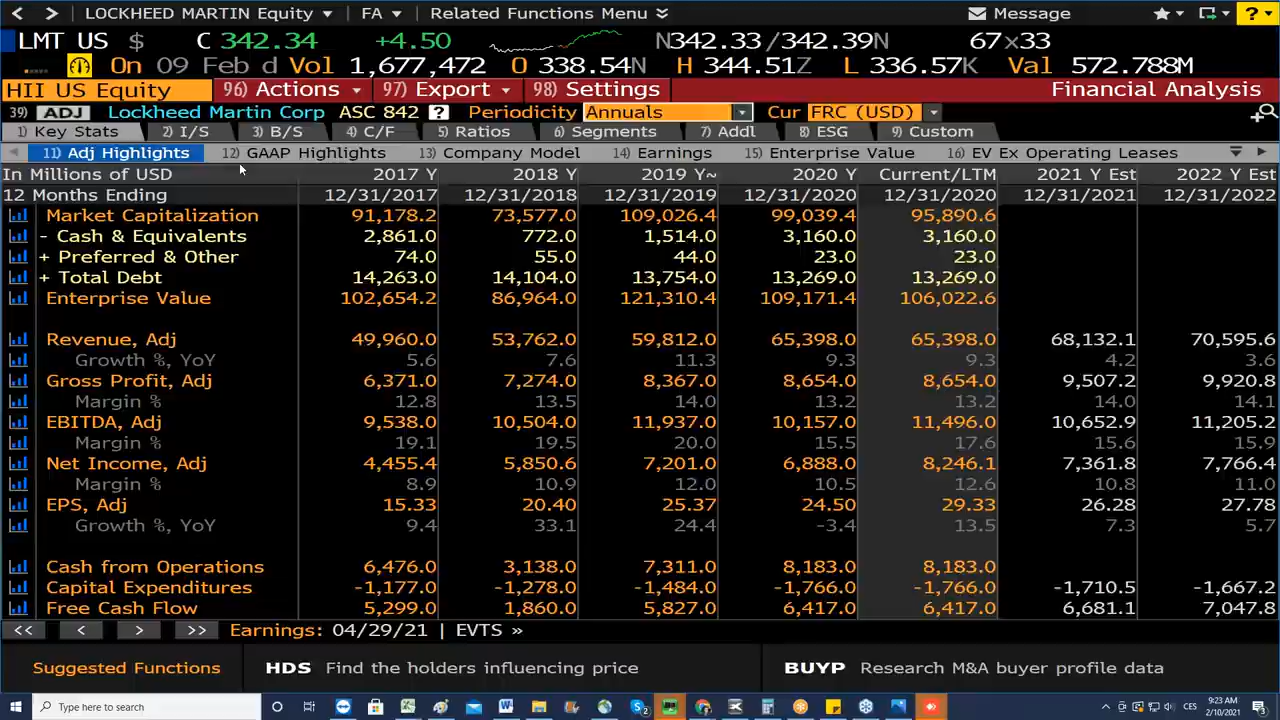 LOCKHEED MARTIN Equity FA Related Functions Menu Message ?
LMT US $ C 342.34 +4.50 N342.33/342.39N 67×33
On 09 Feb d Vol 1,677,472 O 338.54N H 344.51Z L 336.57K Val 572.788M
HII US Equity 96) Actions 97) Export 98) Settings Financial Analysis
39) ADJ Lockheed Martin Corp ASC 842 ? Periodicity Annuals Cur FRC (USD)
1) Key Stats 2) I/S 3) B/S 4) C/F 5) Ratios 6) Segments 7) Addl 8) ESG 9) Custom
11) Adj Highlights 12) GAAP Highlights 13) Company Model 14) Earnings 15) Enterprise Value 16) EV Ex Operating Leases
In Millions of USD 2017 Y 2018 Y 2019 Y~ 2020 Y Current/LTM 2021 Y Est 2022 Y Est
12 Months Ending 12/31/2017 12/31/2018 12/31/2019 12/31/2020 12/31/2020 12/31/2021 12/31/2022
Market Capitalization 91,178.2 73,577.0 109,026.4 99,039.4 95,890.6
- Cash & Equivalents 2,861.0 772.0 1,514.0 3,160.0 3,160.0
+ Preferred & Other 74.0 55.0 44.0 23.0 23.0
+ Total Debt 14,263.0 14,104.0 13,754.0 13,269.0 13,269.0
Enterprise Value 102,654.2 86,964.0 121,310.4 109,171.4 106,022.6
Revenue, Adj 49,960.0 53,762.0 59,812.0 65,398.0 65,398.0 68,132.1 70,595.6
Growth %, YoY 5.6 7.6 11.3 9.3 9.3 4.2 3.6
Gross Profit, Adj 6,371.0 7,274.0 8,367.0 8,654.0 8,654.0 9,507.2 9,920.8
Margin % 12.8 13.5 14.0 13.2 13.2 14.0 14.1
EBITDA, Adj 9,538.0 10,504.0 11,937.0 10,157.0 11,496.0 10,652.9 11,205.2
Margin % 19.1 19.5 20.0 15.5 17.6 15.6 15.9
Net Income, Adj 4,455.4 5,850.6 7,201.0 6,888.0 8,246.1 7,361.8 7,766.4
Margin % 8.9 10.9 12.0 10.5 12.6 10.8 11.0
EPS, Adj 15.33 20.40 25.37 24.50 29.33 26.28 27.78
Growth %, YoY 9.4 33.1 24.4 -3.4 13.5 7.3 5.7
Cash from Operations 6,476.0 3,138.0 7,311.0 8,183.0 8,183.0
Capital Expenditures -1,177.0 -1,278.0 -1,484.0 -1,766.0 -1,766.0 -1,710.5 -1,667.2
Free Cash Flow 5,299.0 1,860.0 5,827.0 6,417.0 6,417.0 6,681.1 7,047.8
<< < > >> Earnings: 04/29/21 | EVTS »
Suggested Functions HDS Find the holders influencing price BUYP Research M&A buyer profile data
Type here to search CES 9:23 AM
2/10/2021